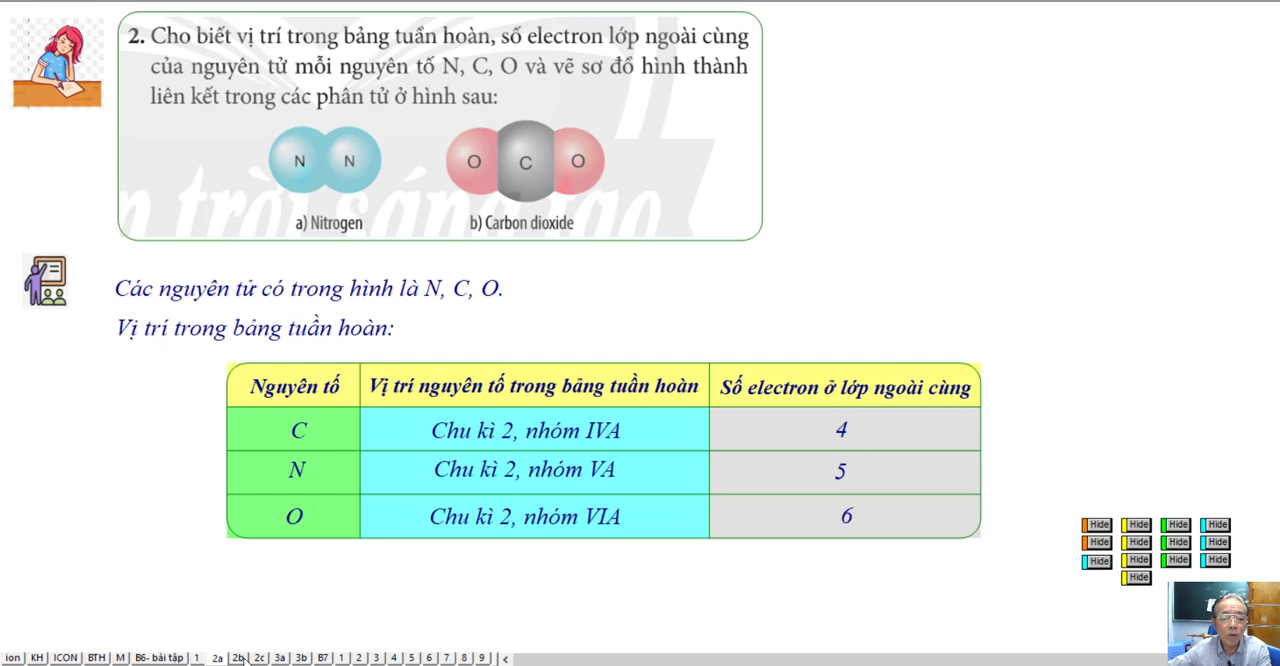 2. Cho biết vị trí trong bảng tuần hoàn, số electron lớp ngoài cùng
của nguyên tử mỗi nguyên tố N, C, O và vẽ sơ đồ hình thành
liên kết trong các phân tử ở hình sau:
N N O C O
a) Nitrogen b) Carbon dioxide
n trời sáng tạo
Các nguyên tử có trong hình là N, C, O.
Vị trí trong bảng tuần hoàn:
Nguyên tố Vị trí nguyên tố trong bảng tuần hoàn Số electron ở lớp ngoài cùng
C Chu kì 2, nhóm IVA 4
N Chu kì 2, nhóm VA 5
O Chu kì 2, nhóm VIA 6
Hide Hide Hide Hide
Hide Hide Hide Hide
Hide Hide Hide Hide
Hide
ion KH ICON BTH M B6- bài tập 1 2a 2b 2c 3a 3b B7 1 2 3 4 5 6 7 8 9